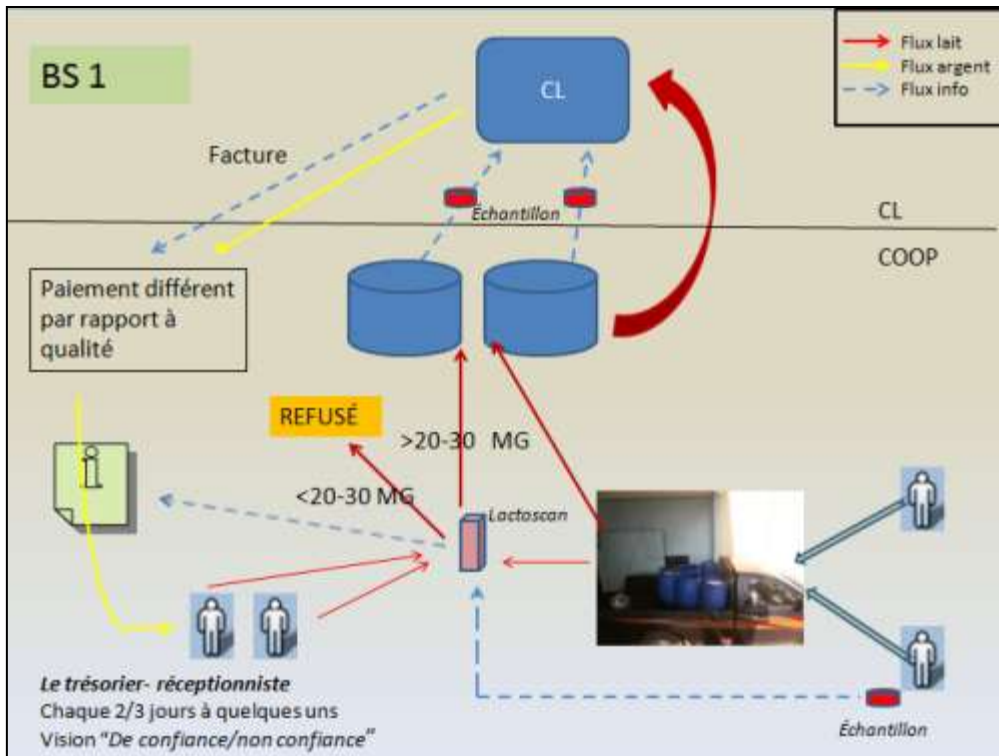 BS 1
CL
Flux lait
Flux argent
Flux info
Facture
Échantillon
CL
COOP
Paiement différent
par rapport à
qualité
REFUSÉ
>20-30 MG
<20-30 MG
Lactoscan
i
Le trésorier- réceptionniste
Chaque 2/3 jours à quelques uns
Vision "De confiance/non confiance"
Échantillon